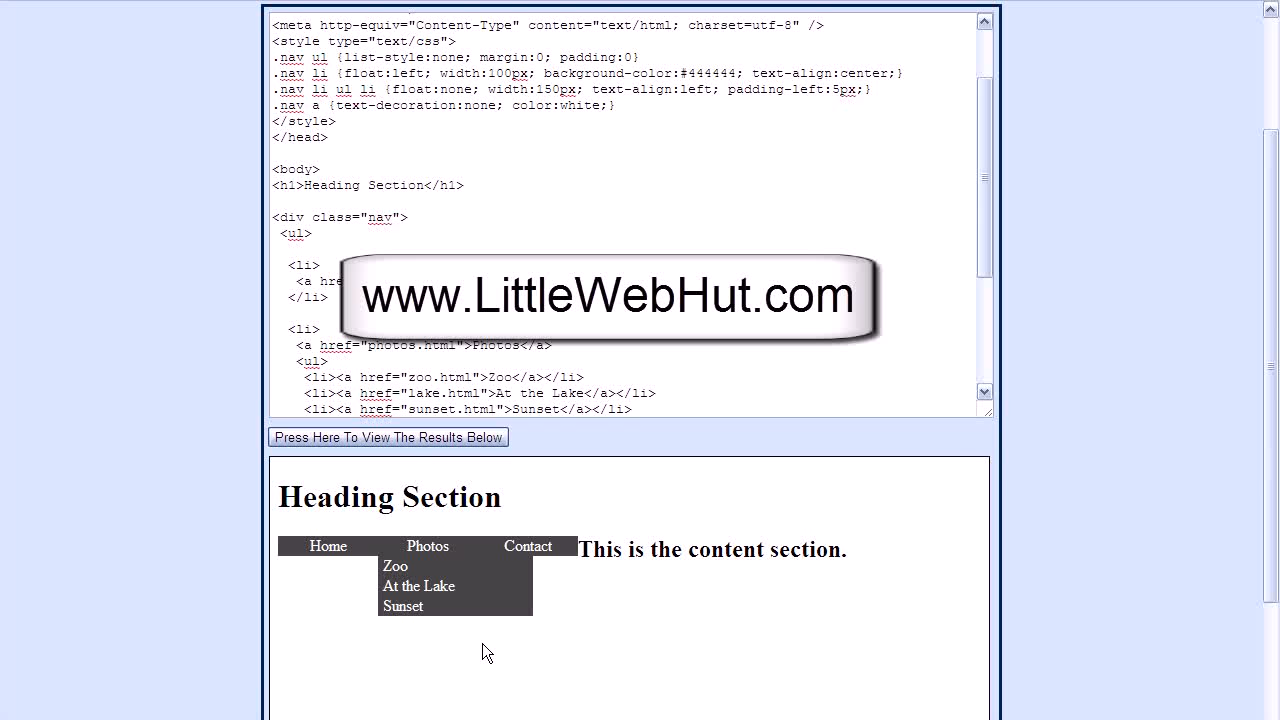 <meta http-equiv="Content-Type" content="text/html; charset=utf-8" />
<style type="text/css">
.nav ul {list-style:none; margin:0; padding:0}
.nav li {float:left; width:100px; background-color:#444444; text-align:center;}
.nav li ul li {float:none; width:150px; text-align:left; padding-left:5px;}
.nav a {text-decoration:none; color:white;}
</style>
</head>
<body>
<h1>Heading Section</h1>
<div class="nav">
<ul>
<li>
<a
</li>
www.LittleWebHut.com
<li>
<a href="photos.html">Photos</a>
<ul>
<li><a href="zoo.html">Zoo</a></li>
<li><a href="lake.html">At the Lake</a></li>
<li><a href="sunset.html">Sunset</a></li>
Press Here To View The Results Below
Heading Section
Home Photos Contact This is the content section.
Zoo
At the Lake
Sunset